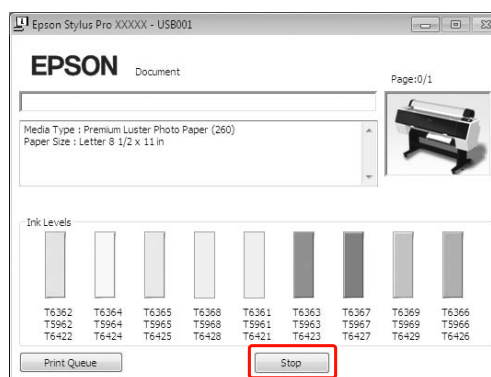 Epson Stylus Pro XXXXX - USB001
EPSON
Document
Page:0/1
Media Type : Premium Luster Photo Paper (260)
Paper Size : Letter 8 1/2 x 11 in
Ink Levels
T6362 T6364 T6365 T6368 T6361 T6363 T6367 T6369 T6366
T5962 T5964 T5965 T5968 T5961 T5963 T5967 T5969 T5966
T6422 T6424 T6425 T6428 T6421 T6423 T6427 T6429 T6426
Print Queue
Stop